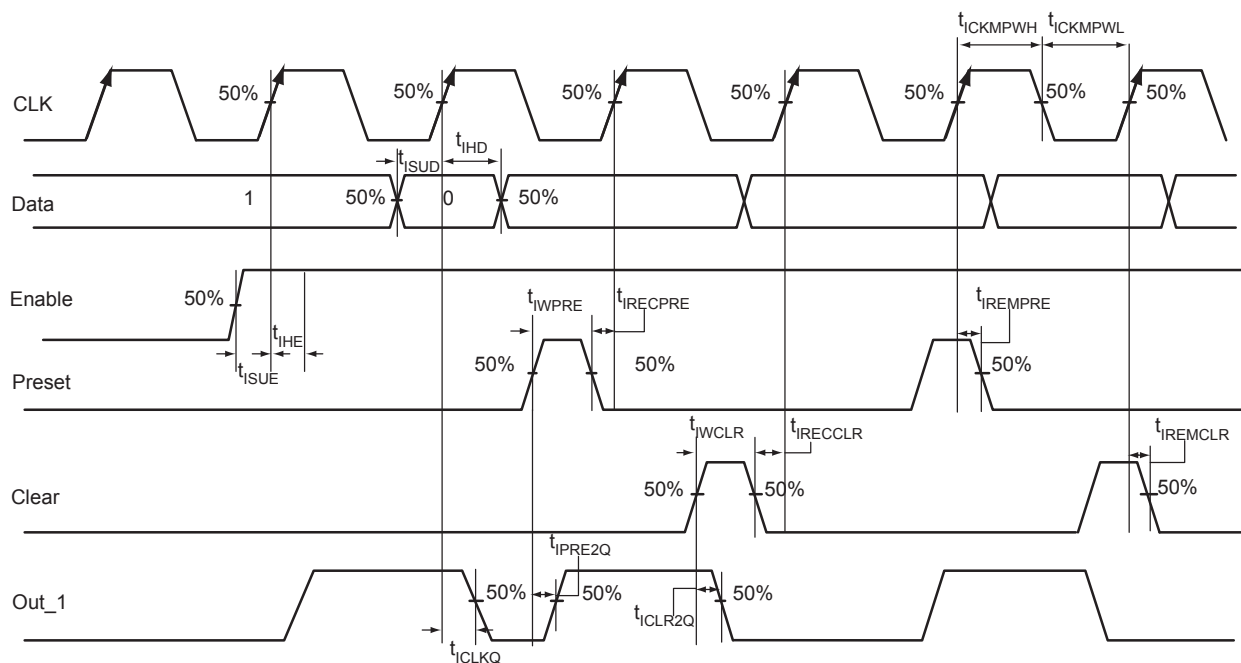 tICKMPWH tICKMPWL
CLK
50% 50% 50% 50% 50% 50% 50%
tISUD tIHD
Data
1 50% 0 50%
Enable
50%
tIHE
tISUE
tIWPRE tIRECPRE tIREMPRE
Preset
50% 50% 50%
tIWCLR tIRECCLR tIREMCLR
Clear
50% 50% 50%
tIPRE2Q
Out_1
50% 50% 50%
tICLR2Q
tICLKQ